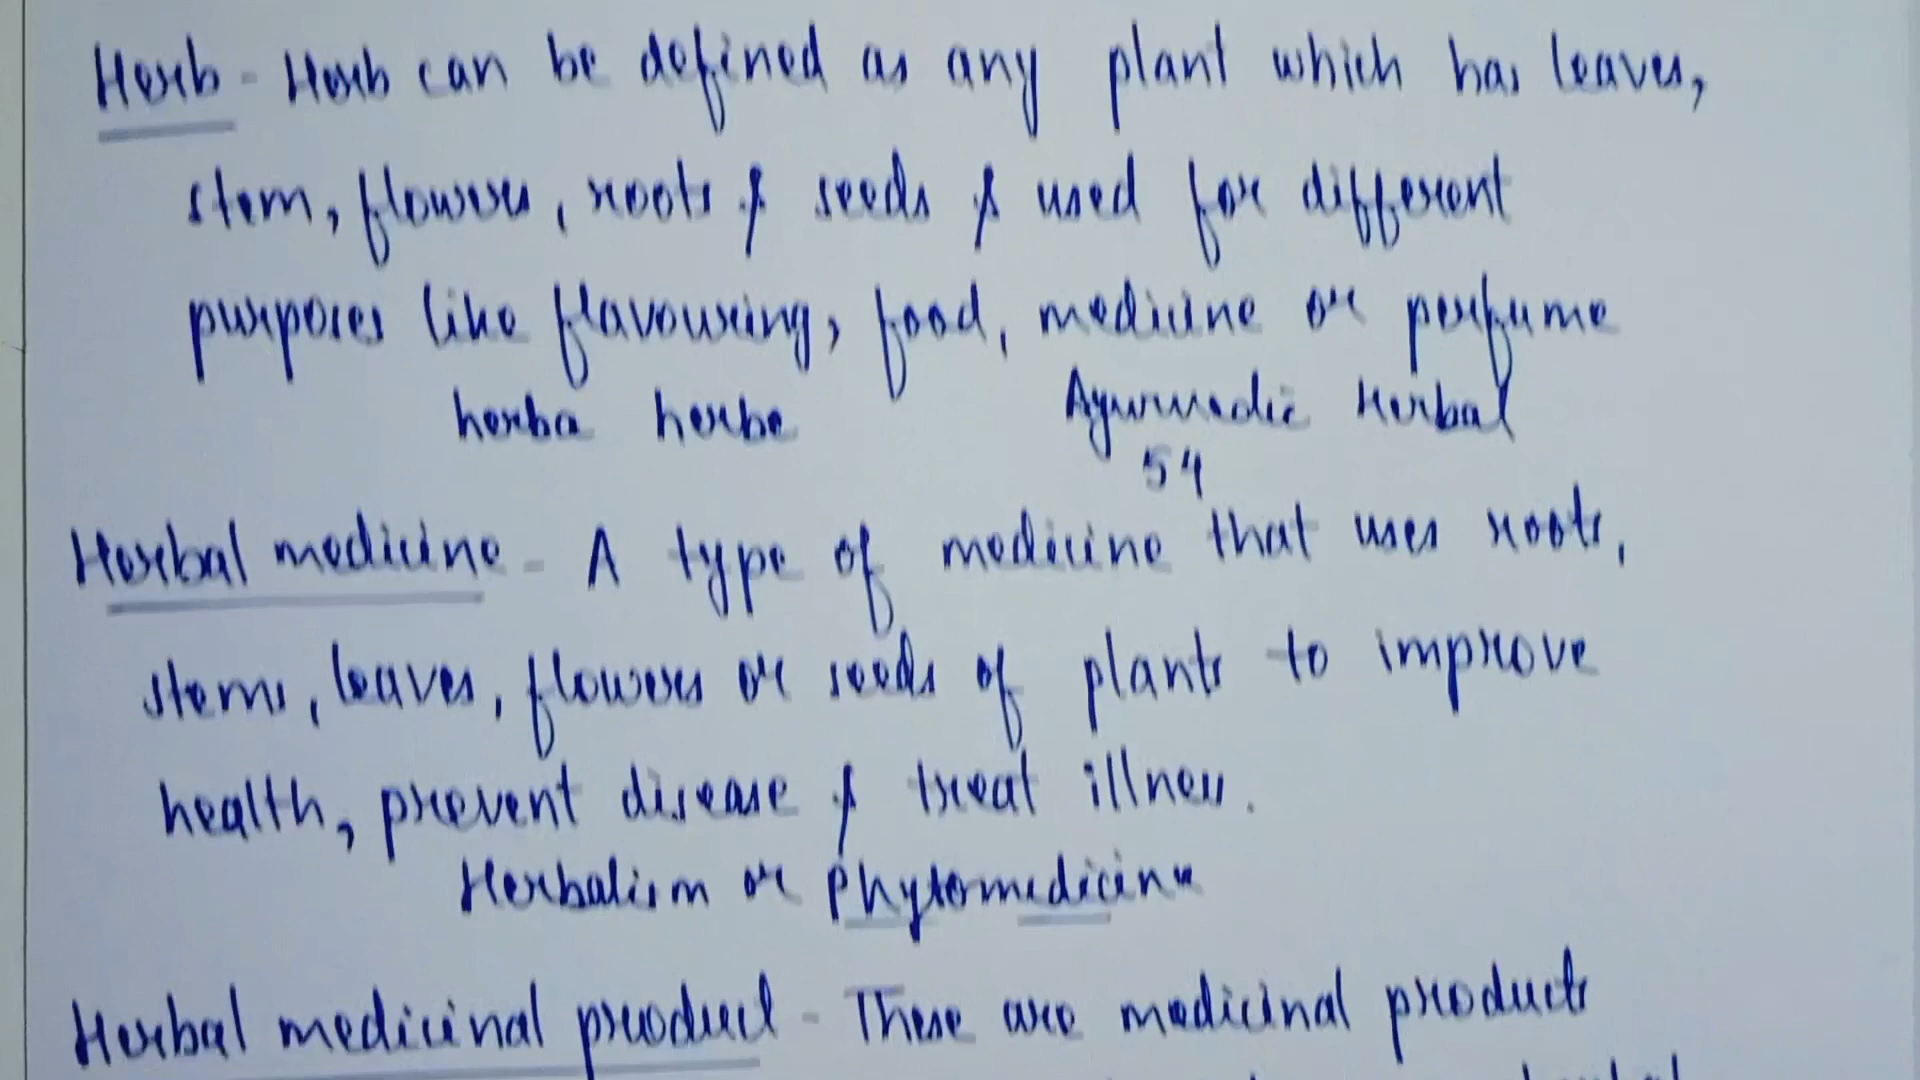 Herb - Herb can be defined as any plant which has leaves,
stem, flowers, roots & seeds & used for different
purposes like flavouring, food, medicine or perfume
herba herbe Ayurvedic Herbal
54
Herbal medicine - A type of medicine that uses roots,
stems, leaves, flowers or seeds of plants to improve
health, prevent disease & treat illness.
Herbalism or Phytomedicine
Herbal medicinal product - These are medicinal products